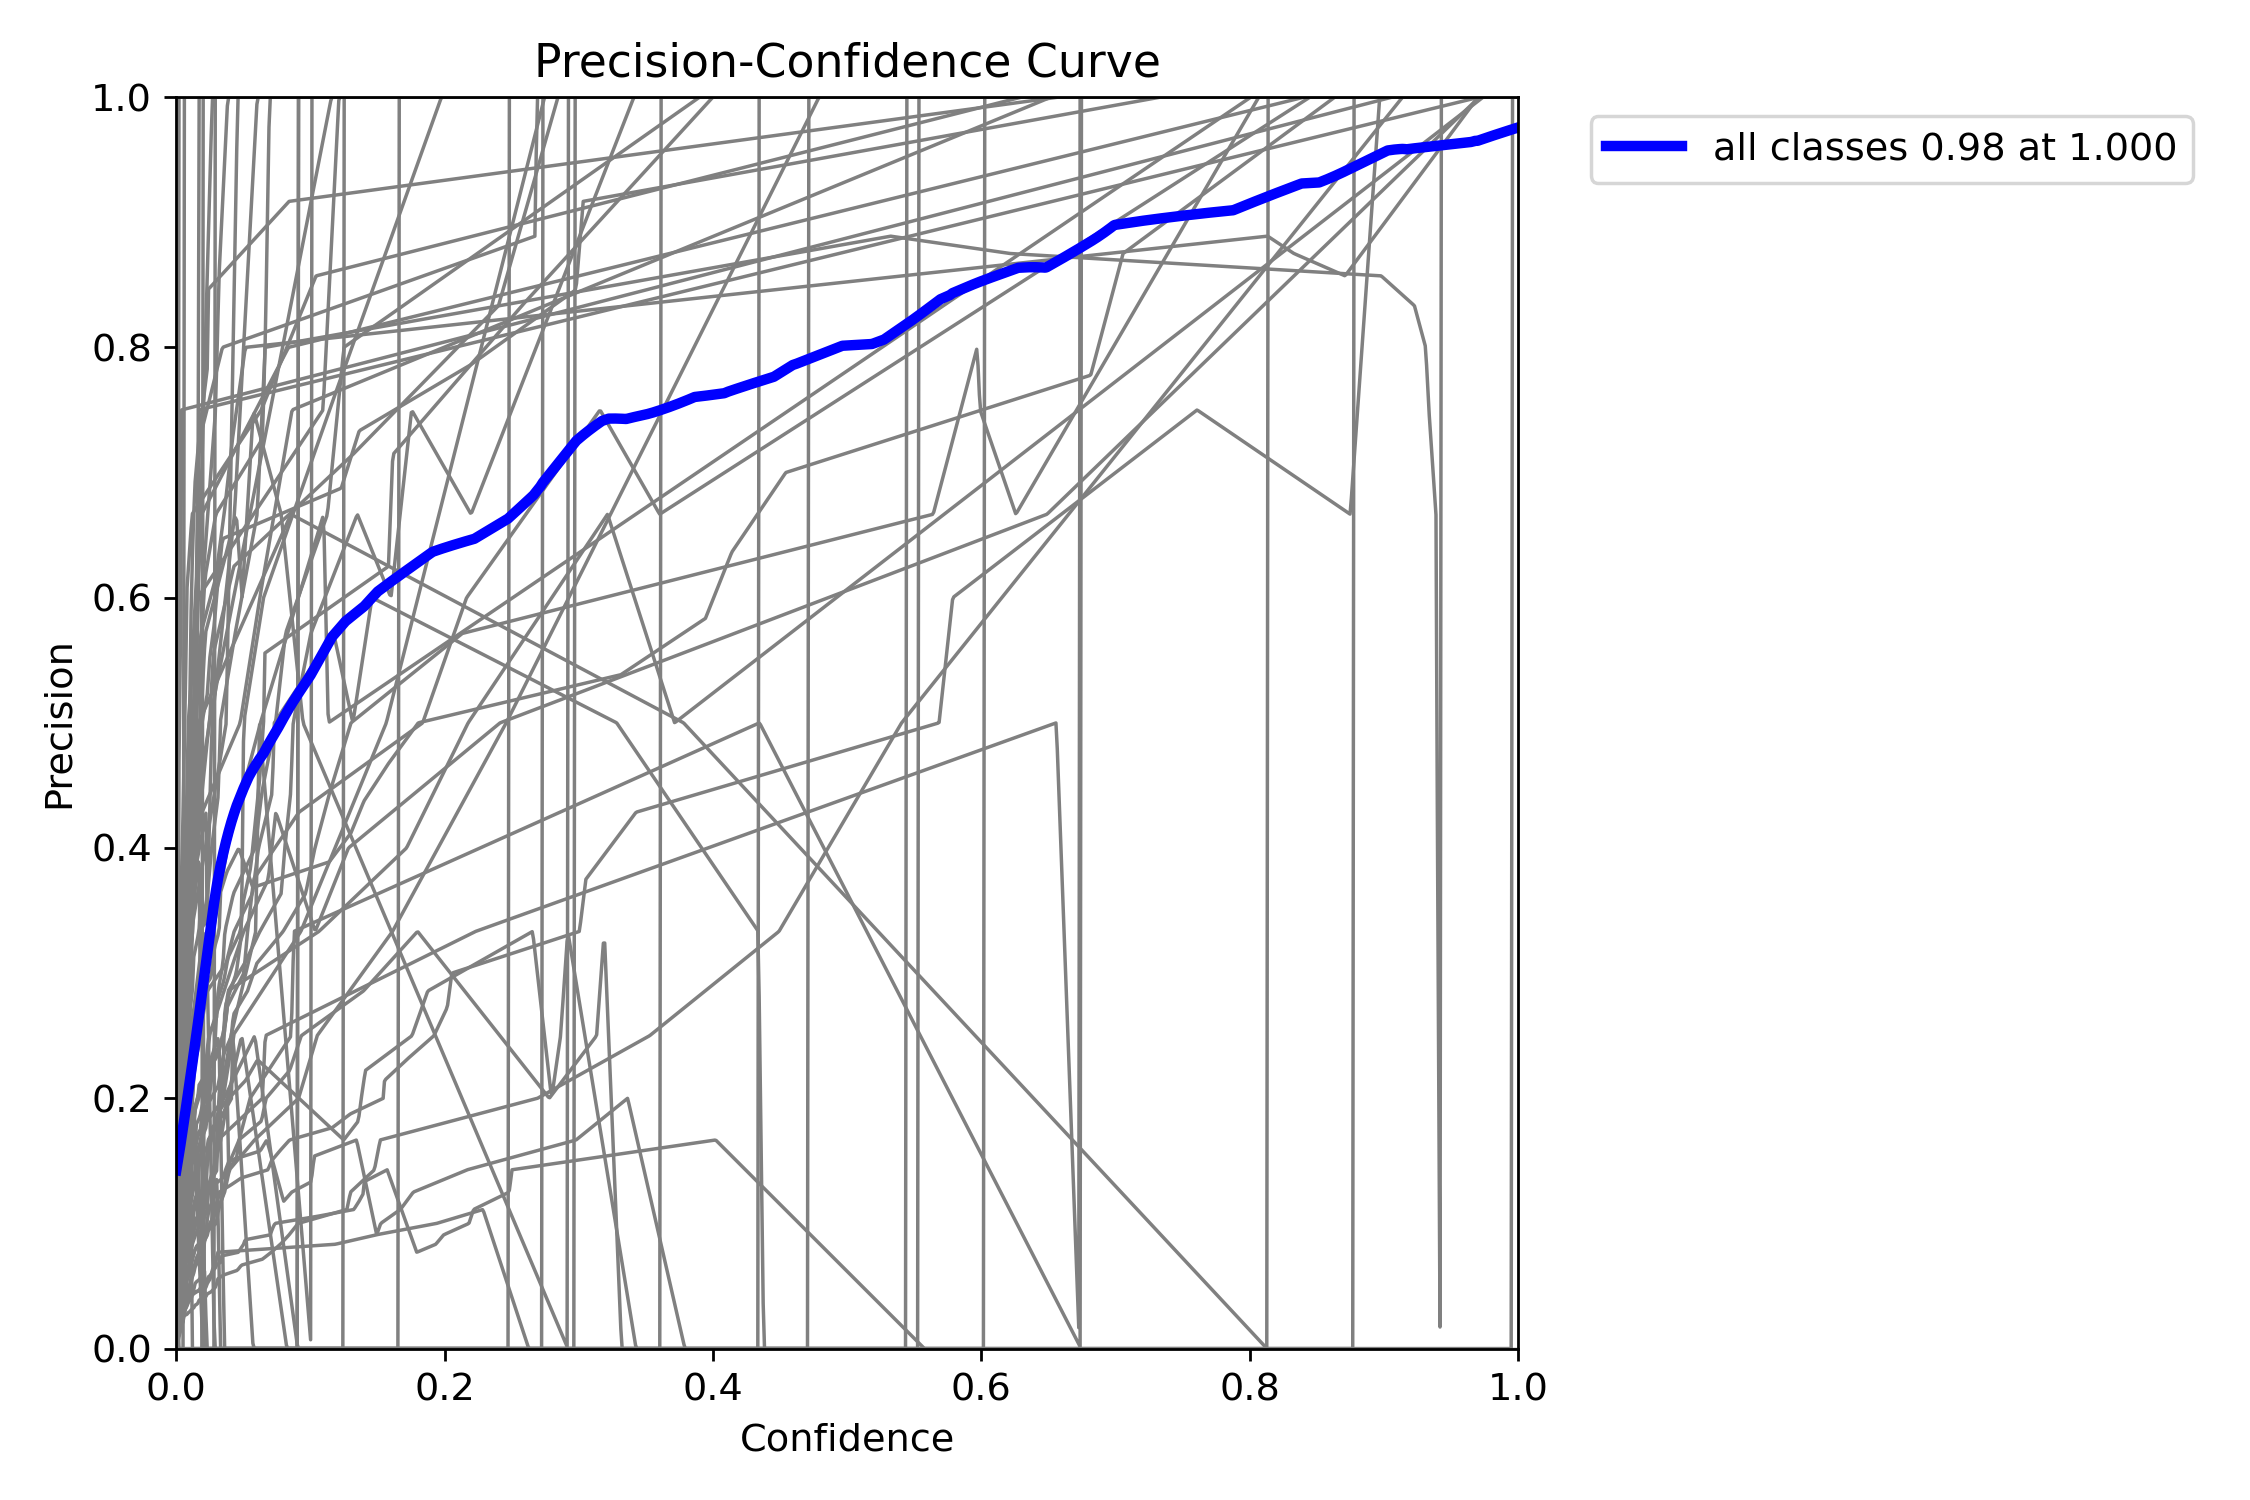 Precision-Confidence Curve
all classes 0.98 at 1.000
1.0
0.8
0.6
0.4
0.2
0.0
Precision
0.0 0.2 0.4 0.6 0.8 1.0
Confidence